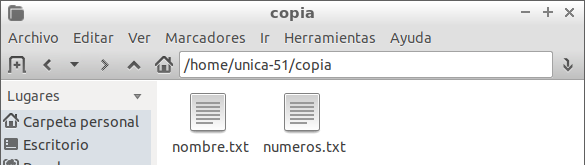 copia
Archivo Editar Ver Marcadores Ir Herramientas Ayuda
/home/unica-51/copia
Lugares
Carpeta personal
Escritorio
nombre.txt numeros.txt